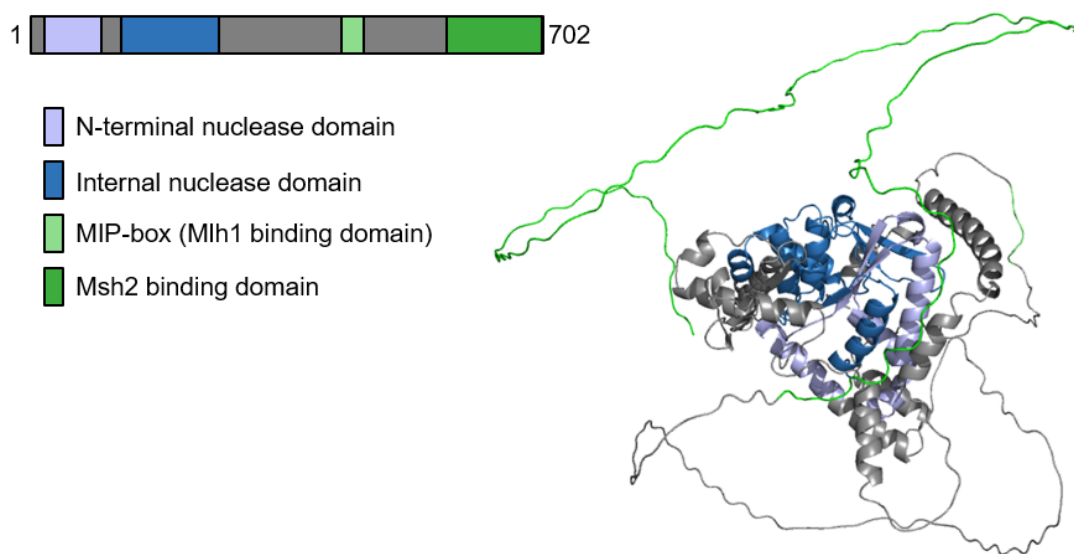 1 702
N-terminal nuclease domain
Internal nuclease domain
MIP-box (Mlh1 binding domain)
Msh2 binding domain